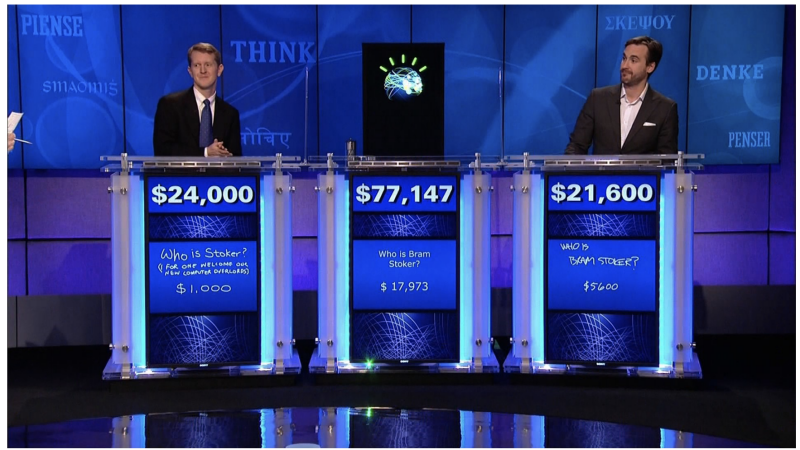 PIENSE
ΣΚΕΨΟΥ
THINK
DENKE
PENSER
$24,000
$77,147
$21,600
Who is Stoker?
(I FOR ONE WELCOME OUR
NEW COMPUTER OVERLORDS)
$1,000
Who is Bram
Stoker?
$ 17,973
WHO IS
BRAM STOKER?
$5600